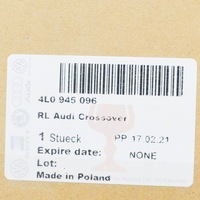 4L0 945 096
RL Audi Crossover
1 Stueck PP 17.02.21
Expire date: NONE
Lot:
Made in Poland